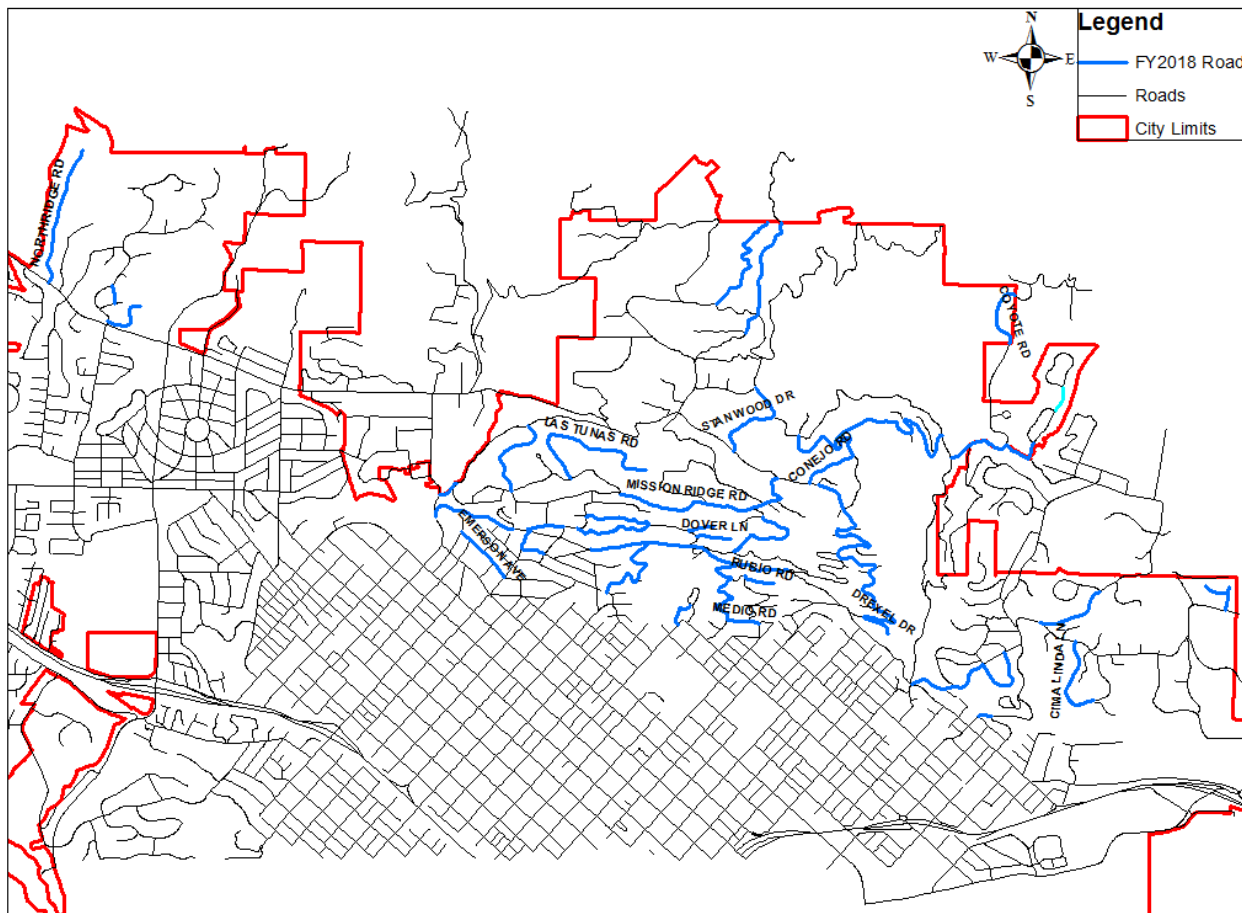 N
W E
S
Legend
FY2018 Road
Roads
City Limits
NORTHRIDGE RD
COYOTE RD
STANWOOD DR
LAS TUNAS RD
CONEJO RD
MISSION RIDGE RD
DOVER LN
EMERSON AVE
RUBIO RD
MEDIO RD
DREXEL DR
CIMA LINDA LN